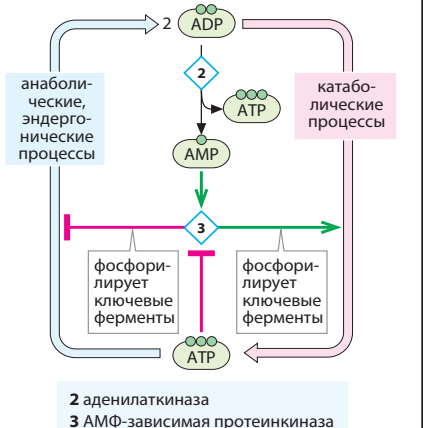 2 ADP
2
анаболи-
ческие,
эндерго-
нические
процессы
катабо-
лические
процессы
ATP
AMP
3
фосфори-
лирует
ключевые
ферменты
фосфори-
лирует
ключевые
ферменты
ATP
2 аденилаткиназа
3 АМФ-зависимая протеинкиназа